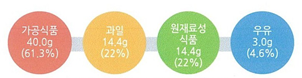 가공식품
40.0g
(61.3%)
과일
14.4g
(22%)
원재료성
식품
14.4g
(22%)
우유
3.0g
(4.6%)